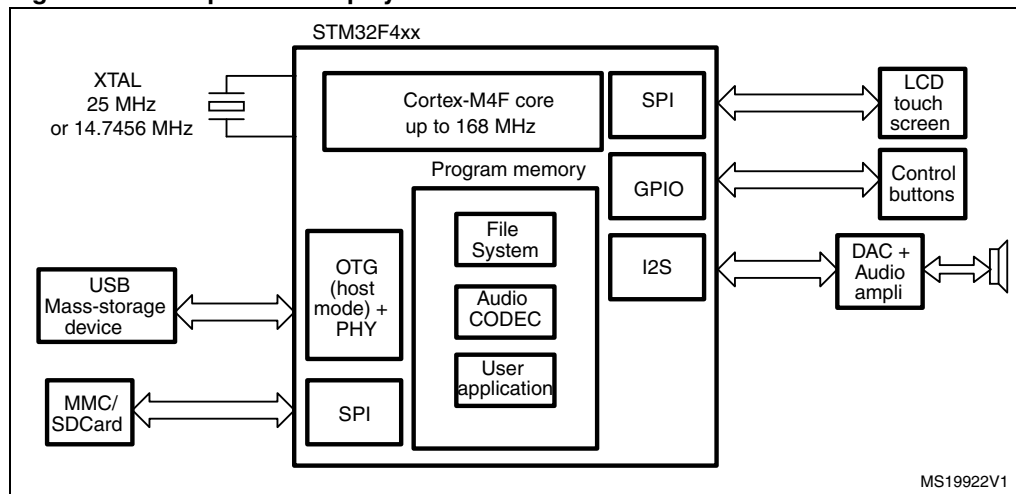 STM32F4xx
XTAL
25 MHz
or 14.7456 MHz
Cortex-M4F core
up to 168 MHz
SPI
LCD
touch
screen
Program memory
GPIO
Control
buttons
File
System
OTG
(host
mode) +
PHY
I2S
DAC +
Audio
ampli
USB
Mass-storage
device
Audio
CODEC
User
application
MMC/
SDCard
SPI
MS19922V1